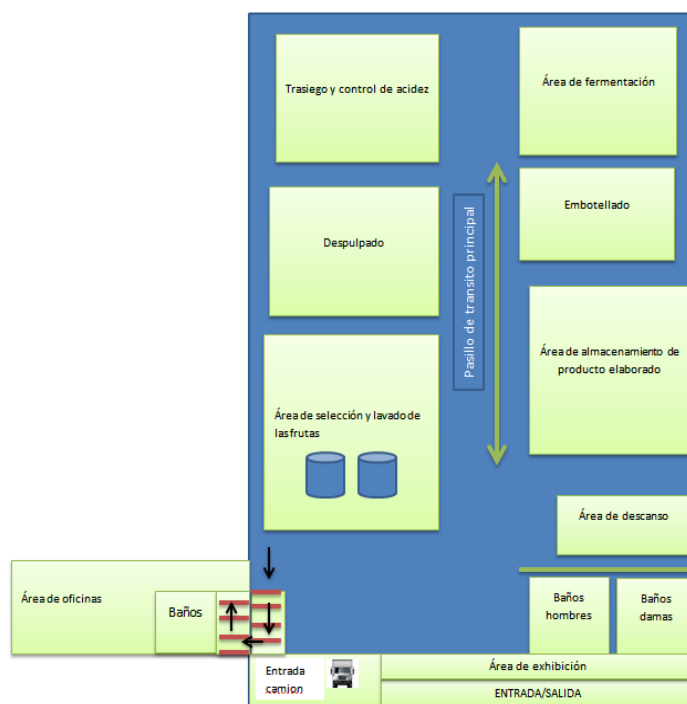 Trasiego y control de acidez
Área de fermentación
Embotellado
Despulpado
Pasillo de transito principal
Área de almacenamiento de
producto elaborado
Área de selección y lavado de
lasfrutas
Área de descanso
Área de oficinas
Baños
Baños
hombres
Baños
damas
Entrada
camion
Área de exhibición
ENTRADA/SALIDA